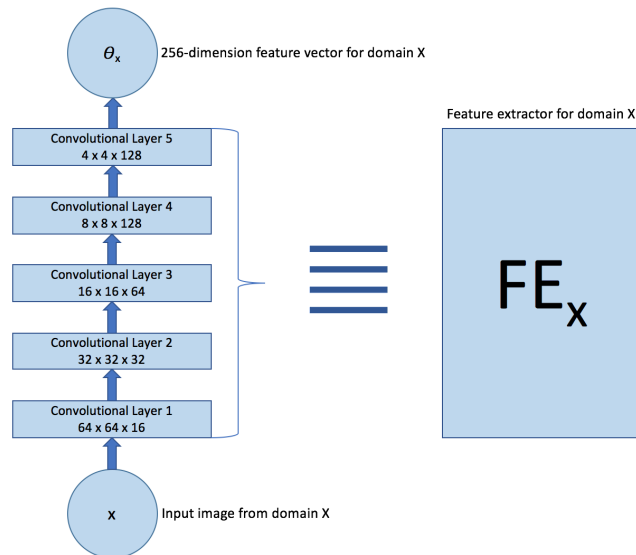 θx
256-dimension feature vector for domain X
Convolutional Layer 5
4 x 4 x 128
Convolutional Layer 4
8 x 8 x 128
Convolutional Layer 3
16 x 16 x 64
Convolutional Layer 2
32 x 32 x 32
Convolutional Layer 1
64 x 64 x 16
x
Input image from domain X
Feature extractor for domain X
FEx